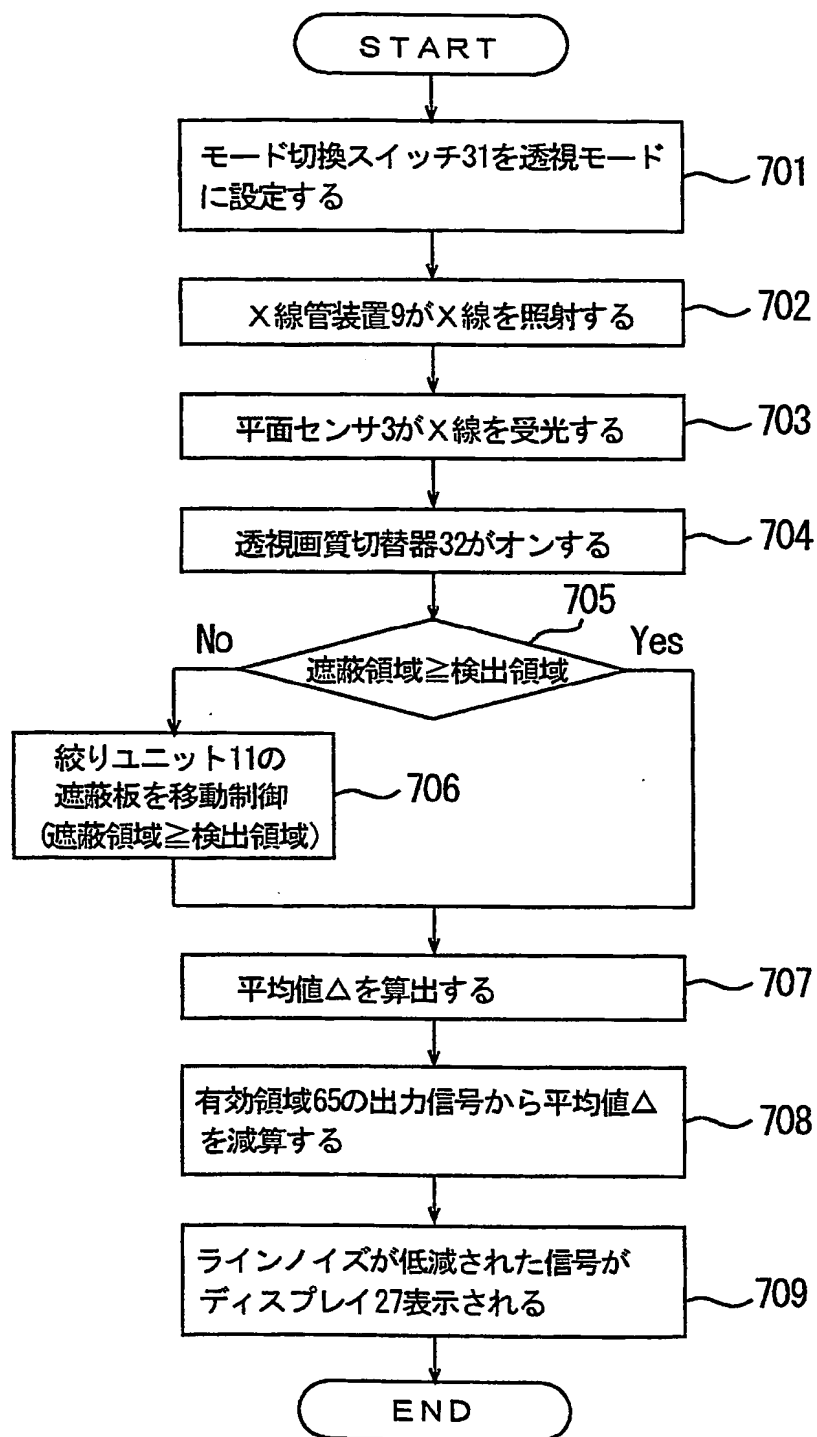 START
モード切換スイッチ31を透視モード
に設定する
701
X線管装置9がX線を照射する
702
平面センサ3がX線を受光する
703
透視画質切替器32がオンする
704
705
No
Yes
遮蔽領域≧検出領域
絞りユニット11の
遮蔽板を移動制御
(遮蔽領域≧検出領域)
706
平均値△を算出する
707
有効領域65の出力信号から平均値△
を減算する
708
ラインノイズが低減された信号が
ディスプレイ27表示される
709
END